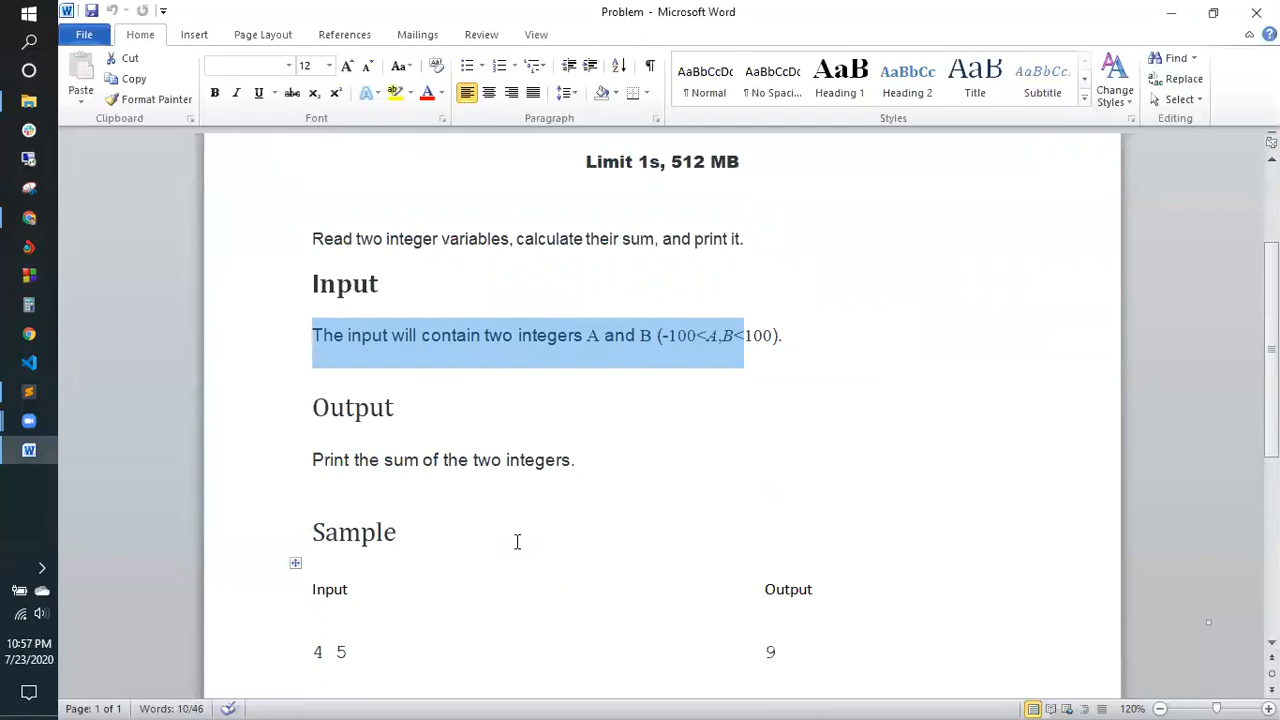 Problem - Microsoft Word
File Home Insert Page Layout References Mailings Review View
Paste Cut Copy Format Painter Clipboard
12 Font
Paragraph
AaBbCcDc ¶ Normal AaBbCcDc ¶ No Spaci... AaB Heading 1 AaBbCc Heading 2 AaB Title AaBbCc( Subtitle Change Styles Styles
Find Replace Select Editing
Limit 1s, 512 MB
Read two integer variables, calculate their sum, and print it.
Input
The input will contain two integers A and B (-100<A,B<100).
Output
Print the sum of the two integers.
Sample
Input Output
4 5 9
10:57 PM
7/23/2020
Page: 1 of 1 Words: 10/46 120%